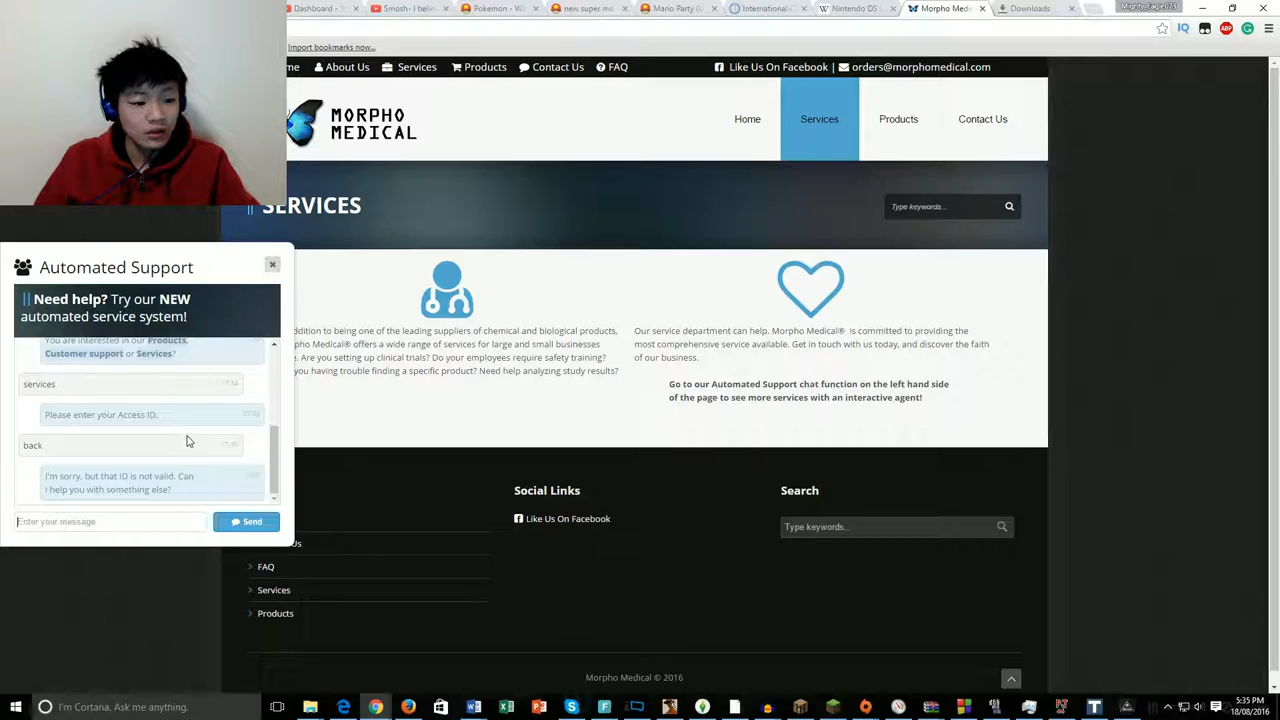 Dashboard -
Smosh- I believ
Pokemon - W
new super m
Mario Party (U
International C
Nintendo DS
Morpho Medi
Downloads
Mighty_Eagle073
Import bookmarks now...
me
About Us
Services
Products
Contact Us
FAQ
Like Us On Facebook |
orders@morphomedical.com
MORPHO
MEDICAL
Home
Services
Products
Contact Us
SERVICES
Type keywords...
Automated Support
Need help? Try our NEW
automated service system!
You are interested in our Products,
Customer support or Services?
services
Please enter your Access ID.
back
I'm sorry, but that ID is not valid. Can
I help you with something else?
Enter your message
Send
ddition to being one of the leading suppliers of chemical and biological products,
pho Medical® offers a wide range of services for large and small businesses
Are you setting up clinical trials? Do your employees require safety training?
you having trouble finding a specific product? Need help analyzing study results?
Our service department can help. Morpho Medical® is committed to providing the
most comprehensive service available. Get in touch with us today, and discover the faith
of our business.
Go to our Automated Support chat function on the left hand side
of the page to see more services with an interactive agent!
Us
FAQ
Services
Products
Social Links
Like Us On Facebook
Search
Type keywords...
Morpho Medical © 2016
I'm Cortana. Ask me anything.
5:35 PM
18/08/2016